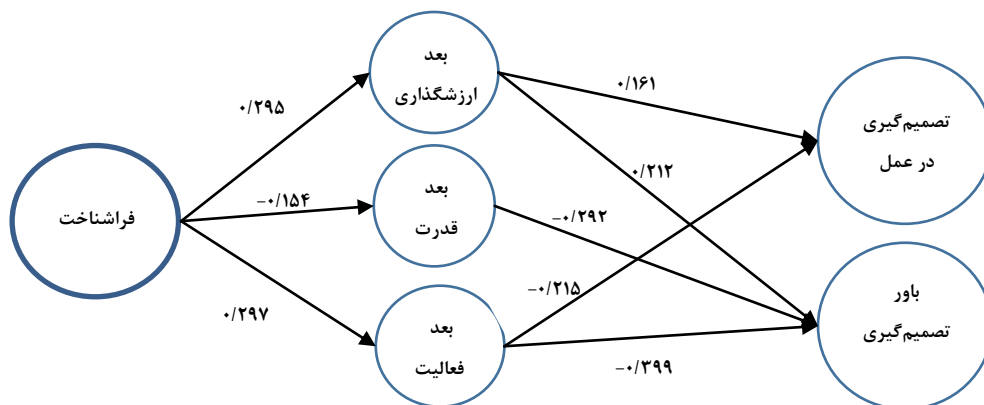 فراشناخت
۰/۲۹۵
-۰/۱۵۴
۰/۲۹۷
بعد
ارزشگذاری
بعد
قدرت
بعد
فعالیت
۰/۱۶۱
۰/۲۱۲
-۰/۲۹۲
-۰/۲۱۵
-۰/۳۹۹
تصمیم‌گیری
در عمل
باور
تصمیم‌گیری